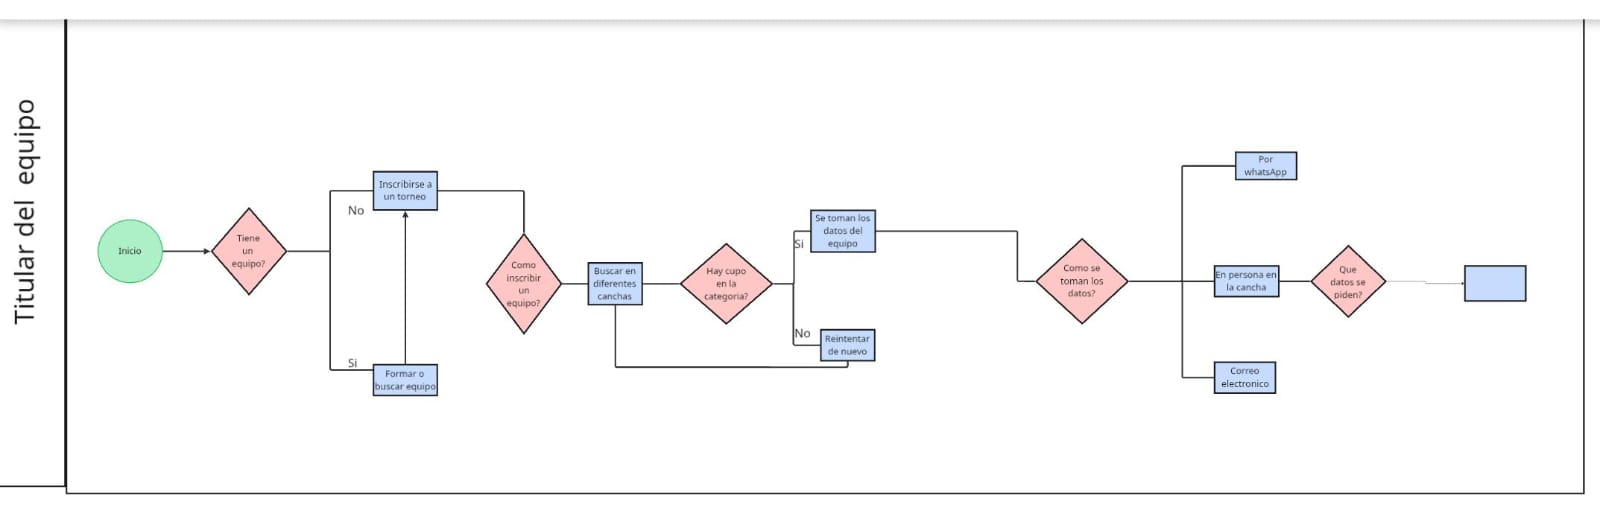 Titular del equipo
Inicio
Tiene
un
equipo?
No
Si
Inscribirse a
un torneo
Formar o
buscar equipo
Como
inscribir
un
equipo?
Buscar en
diferentes
canchas
Hay cupo
en la
categoria?
Si
No
Se toman los
datos del
equipo
Reintentar
de nuevo
Como se
toman los
datos?
Por
whatsApp
En persona en
la cancha
Correo
electronico
Que
datos se
piden?